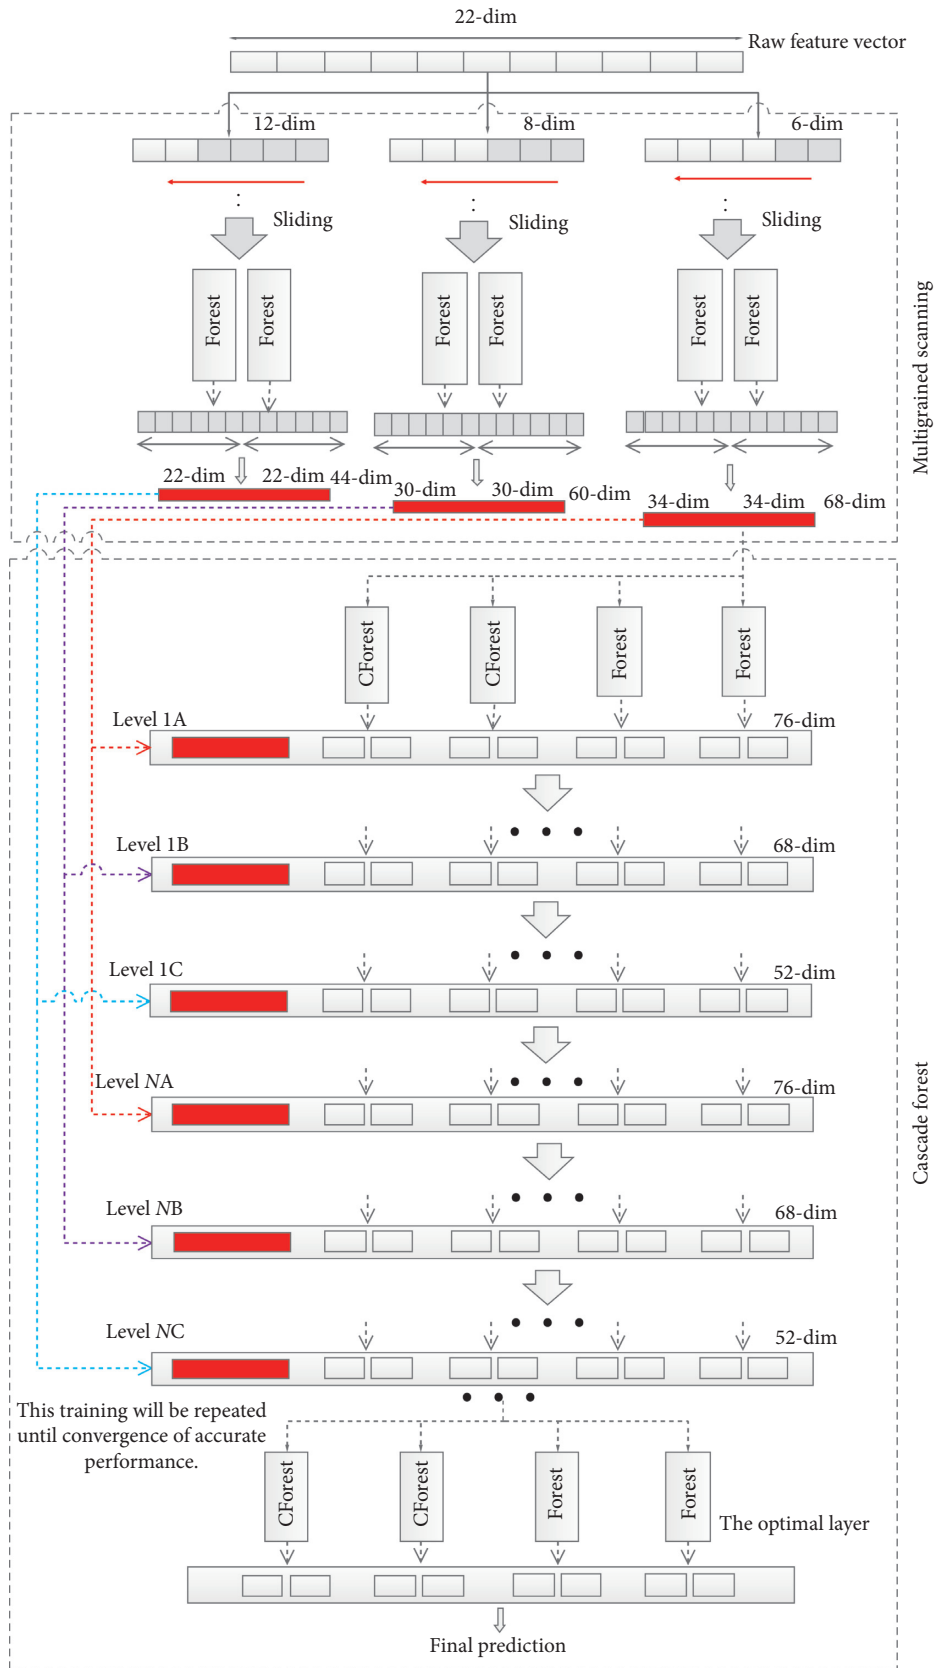 22-dim
Raw feature vector
12-dim
8-dim
6-dim
Sliding
Sliding
Sliding
Forest
Forest
Forest
Forest
Forest
Forest
Multigrained scanning
22-dim
22-dim
44-dim
30-dim
30-dim
60-dim
34-dim
34-dim
68-dim
CForest
CForest
Forest
Forest
Level 1A
76-dim
Level 1B
68-dim
Level 1C
52-dim
Level NA
76-dim
Cascade forest
Level NB
68-dim
Level NC
52-dim
This training will be repeated
until convergence of accurate
performance.
CForest
CForest
Forest
Forest
The optimal layer
Final prediction